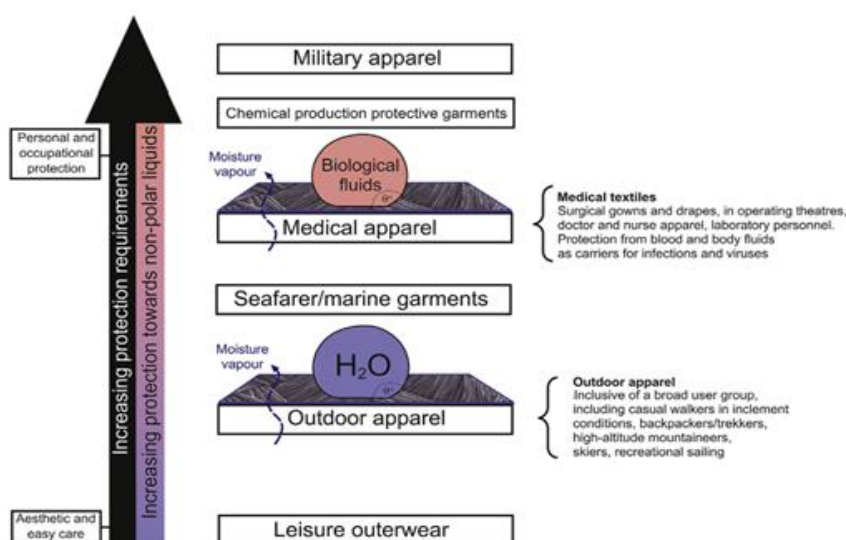 Military apparel
Chemical production protective garments
Personal and
occupational
protection
Increasing protection requirements
Increasing protection towards non-polar liquids
Moisture
vapour
Biological
fluids
θ*
Medical apparel
Medical textiles
Surgical gowns and drapes, in operating theatres,
doctor and nurse apparel, laboratory personnel.
Protection from blood and body fluids
as carriers for infections and viruses
Seafarer/marine garments
Moisture
vapour
H₂O
θ*
Outdoor apparel
Outdoor apparel
Inclusive of a broad user group,
including casual walkers in inclement
conditions, backpackers/trekkers,
high-altitude mountaineers,
skiers, recreational sailing
Aesthetic and
easy care
Leisure outerwear